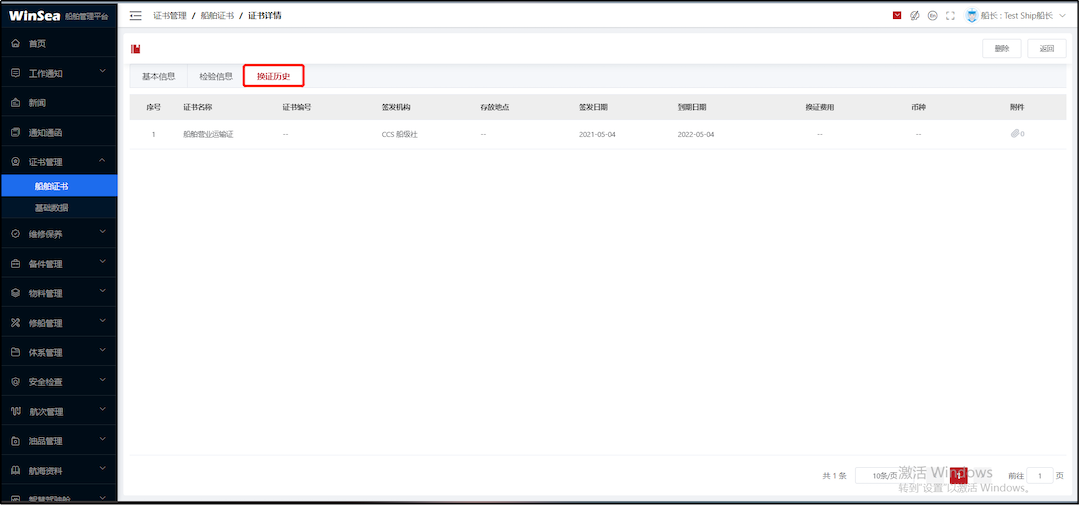 WinSea 船舶管理平台
证书管理 / 船舶证书 / 证书详情
En
船长 : Test Ship船长
首页
工作通知
新闻
通知通函
证书管理
船舶证书
基础数据
维修保养
备件管理
物料管理
修船管理
体系管理
安全检查
航次管理
油品管理
航海资料
智慧驾驶舱
删除 返回
基本信息 检验信息 换证历史
序号 证书名称 证书编号 签发机构 存放地点 签发日期 到期日期 换证费用 币种 附件
1 船舶营业运输证 -- CCS 船级社 -- 2021-05-04 2022-05-04 -- -- 0
共 1 条 10条/页 1 前往 1 页
激活 Windows
转到"设置"以激活 Windows。